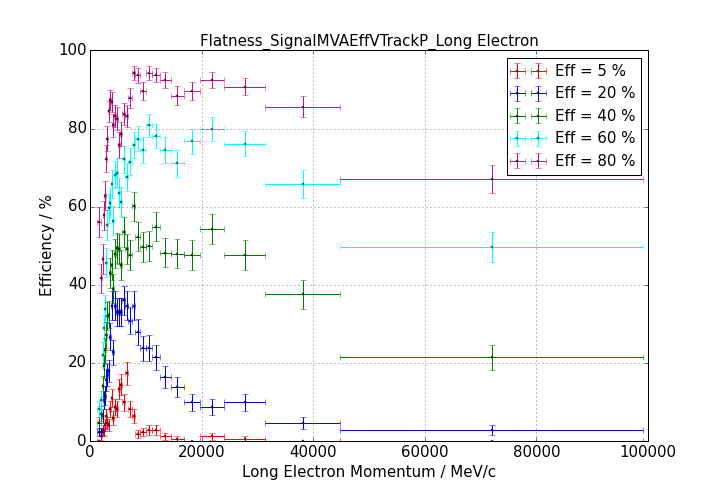 Flatness_SignalMVAEffVTrackP_Long Electron
100
80
60
40
20
0
Efficiency / %
Eff = 5 %
Eff = 20 %
Eff = 40 %
Eff = 60 %
Eff = 80 %
0 20000 40000 60000 80000 100000
Long Electron Momentum / MeV/c